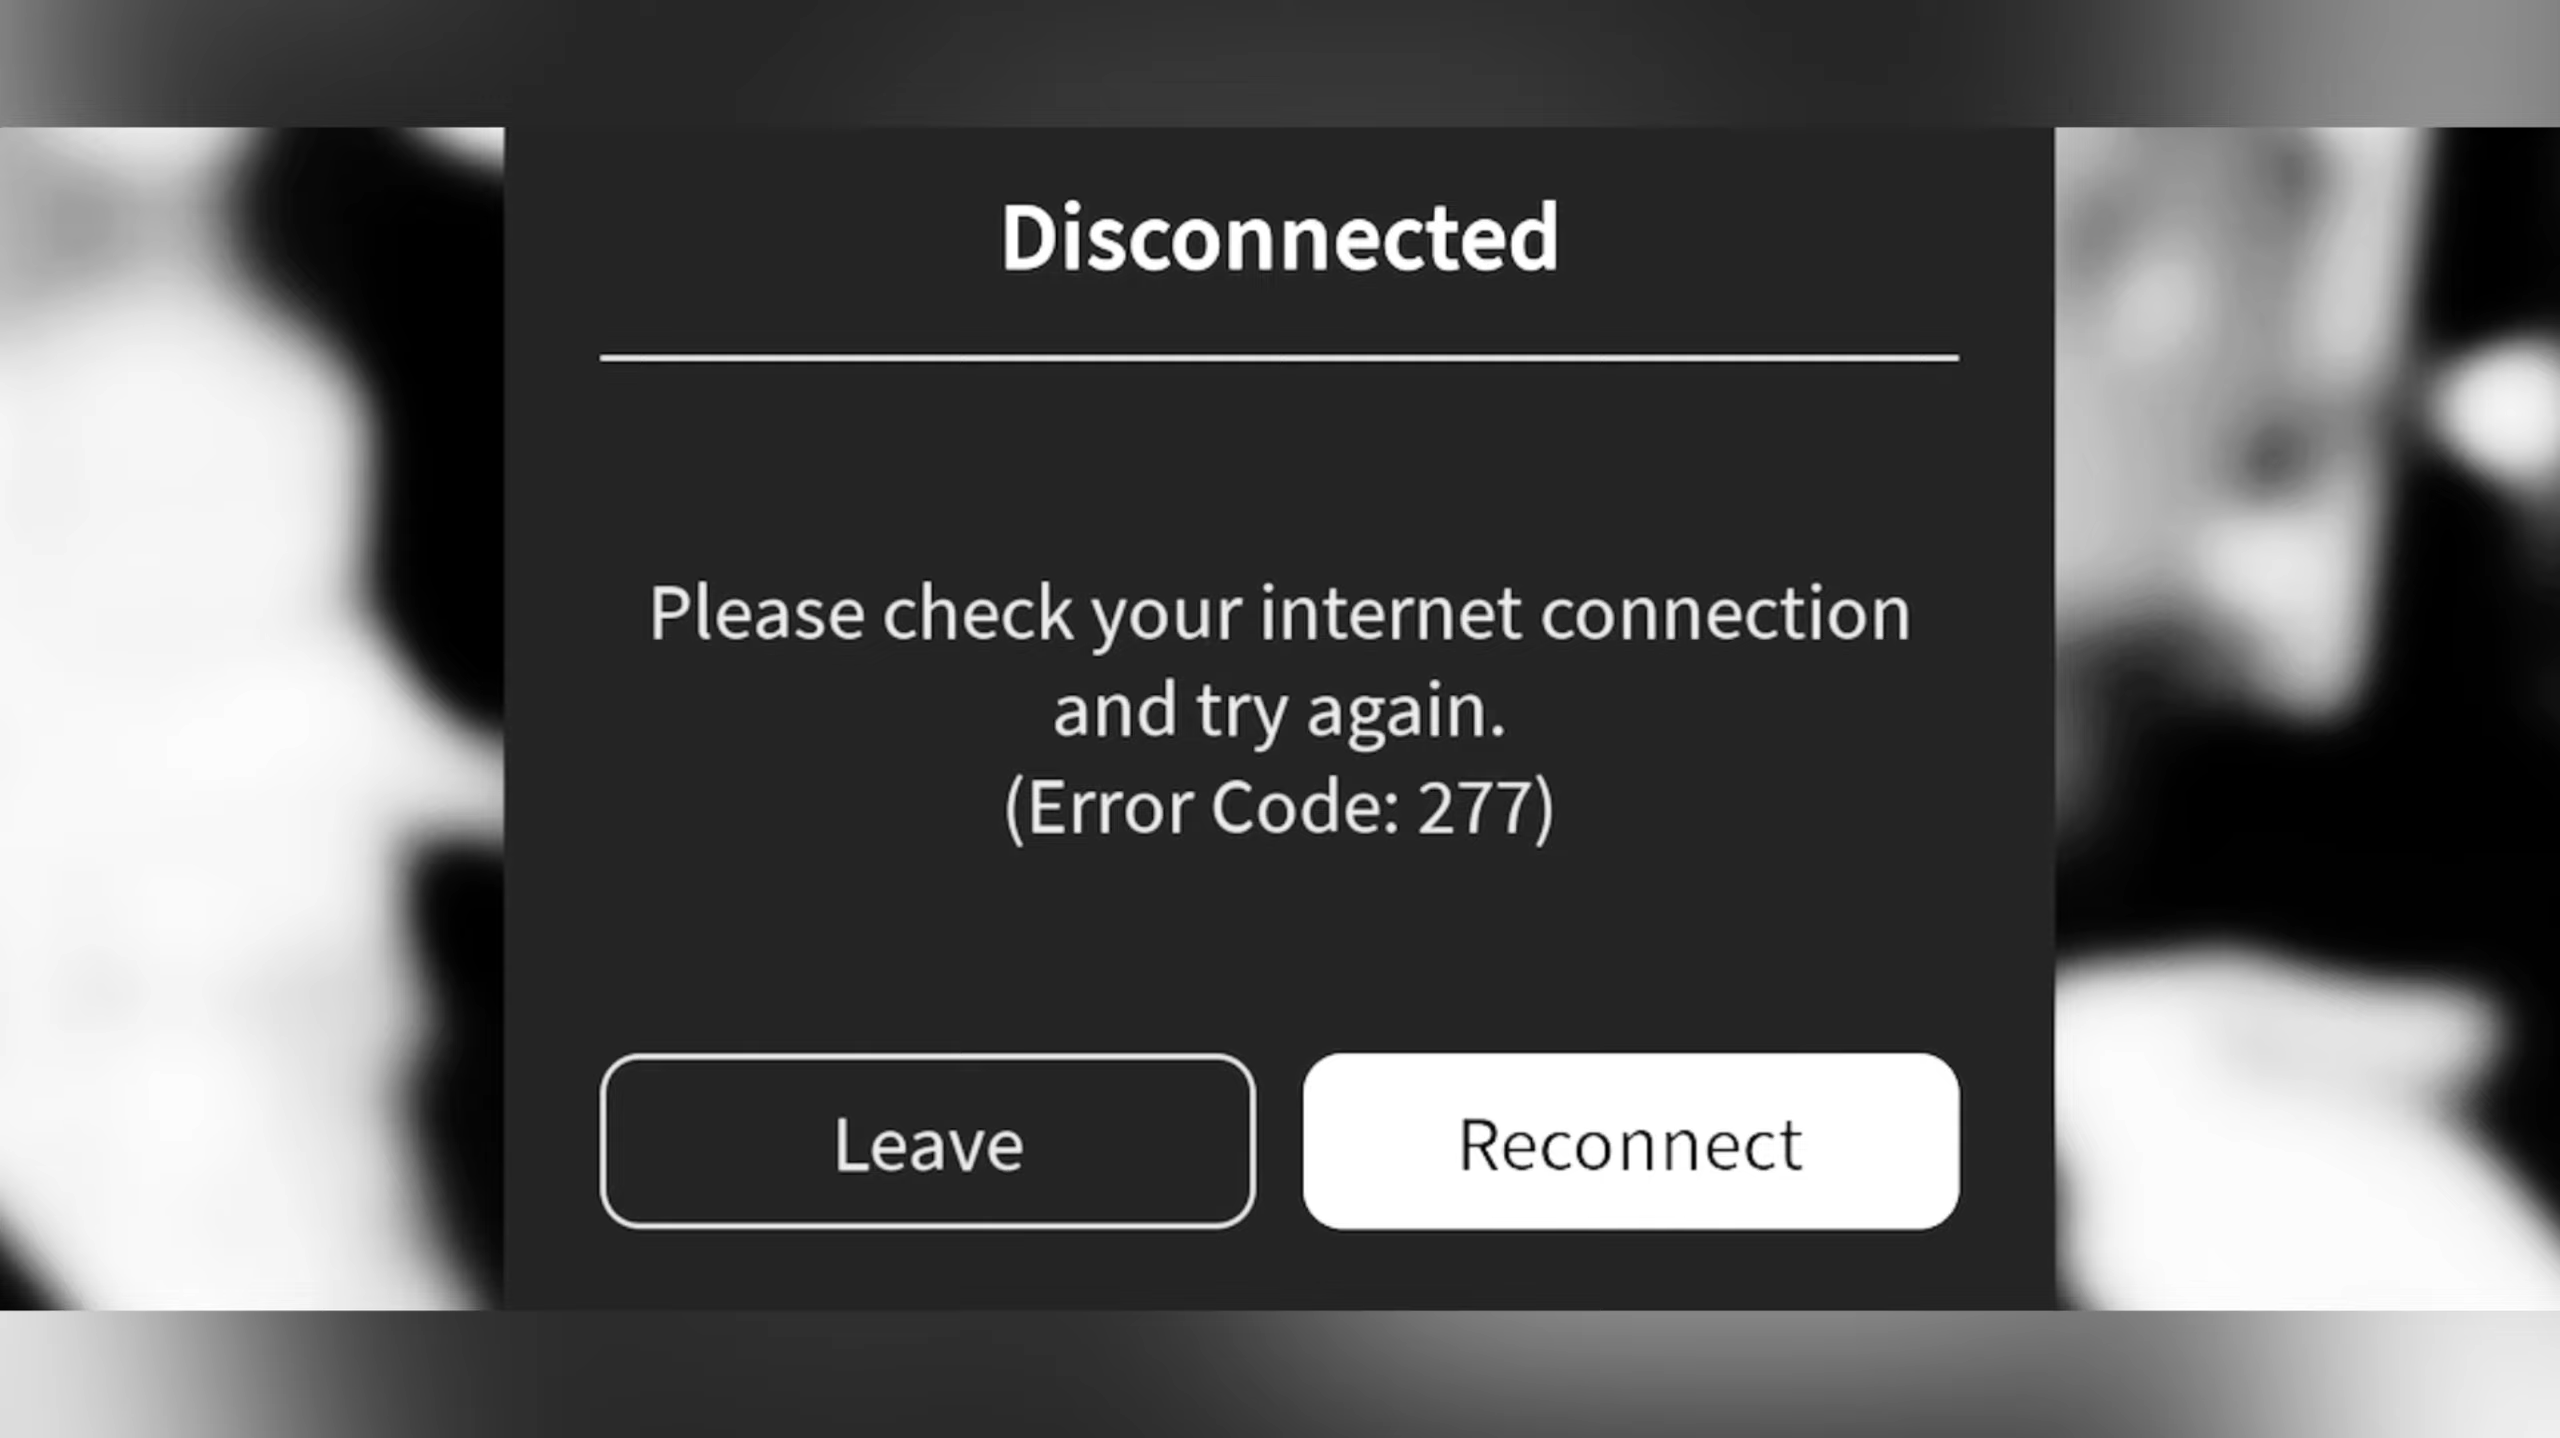 Disconnected
Please check your internet connection
and try again.
(Error Code: 277)
Leave
Reconnect